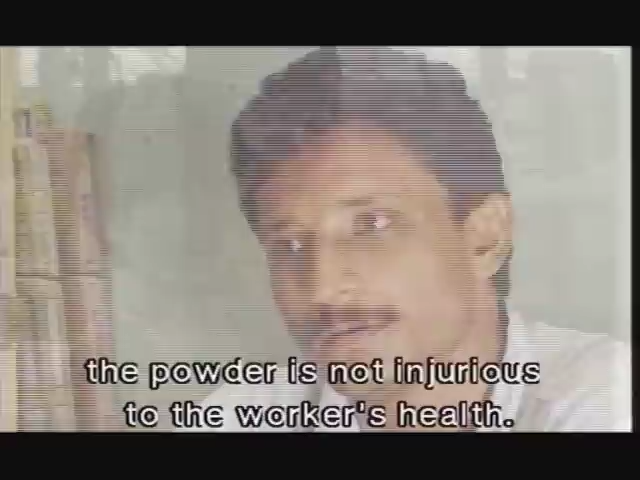 the powder is not injurious
to the worker's health.